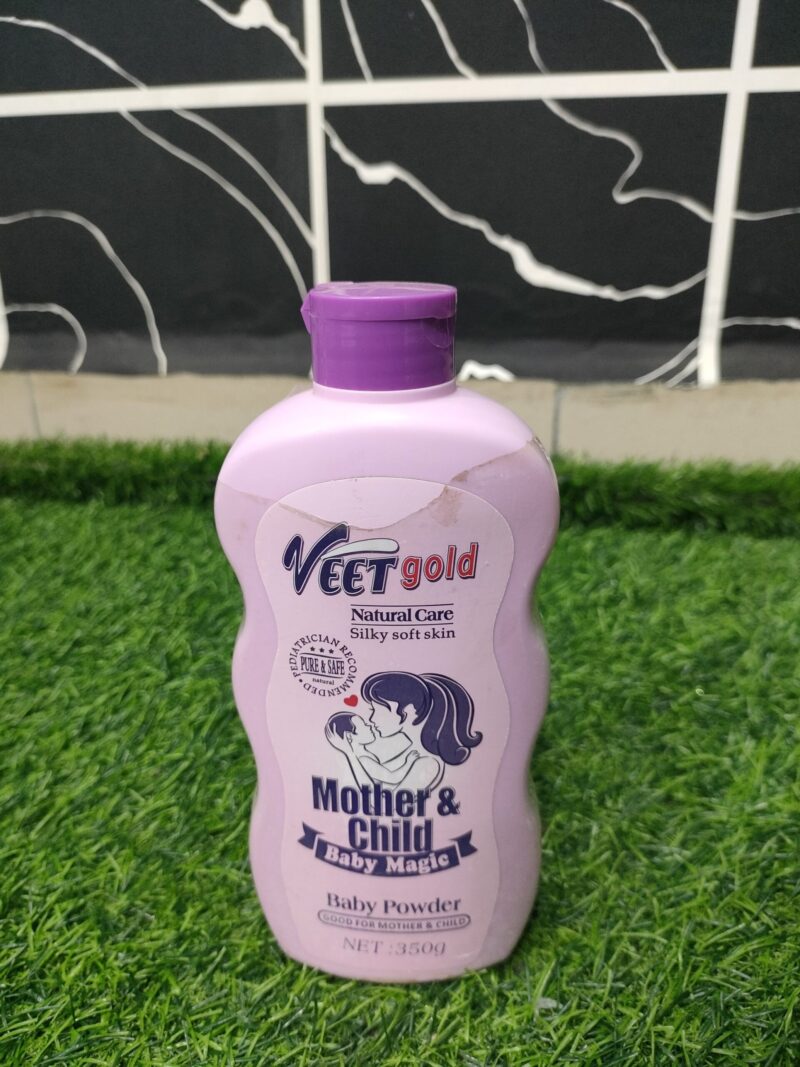 VEET gold
Natural Care
Silky soft skin
PEDIATRICIAN RECOMMENDED
PURE & SAFE
natural
Mother &
Child
Baby Magic
Baby Powder
GOOD FOR MOTHER & CHILD
NET :350g